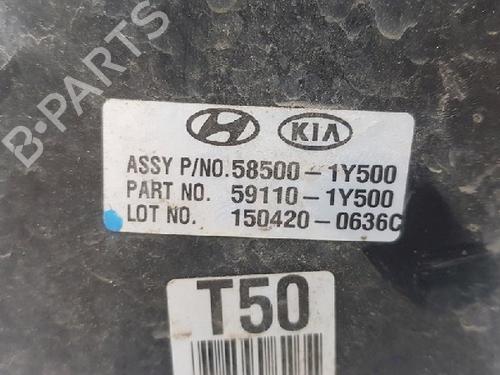 B-PARTS
KIA
ASSY P/NO.58500-1Y500
PART NO. 59110-1Y500
LOT NO. 150420-0636C
T50